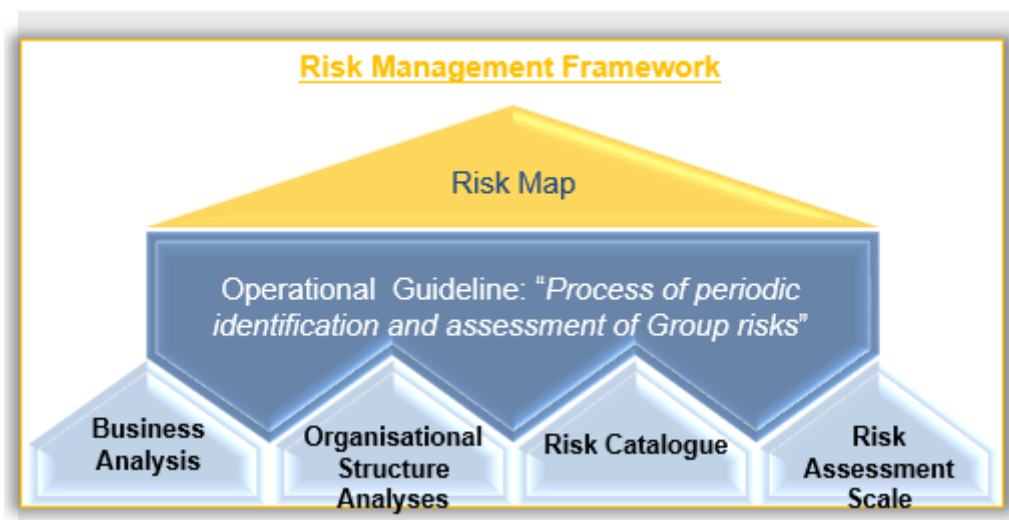 Risk Management Framework
Risk Map
Operational Guideline: “Process of periodic
identification and assessment of Group risks”
Business
Analysis
Organisational
Structure
Analyses
Risk Catalogue
Risk
Assessment
Scale